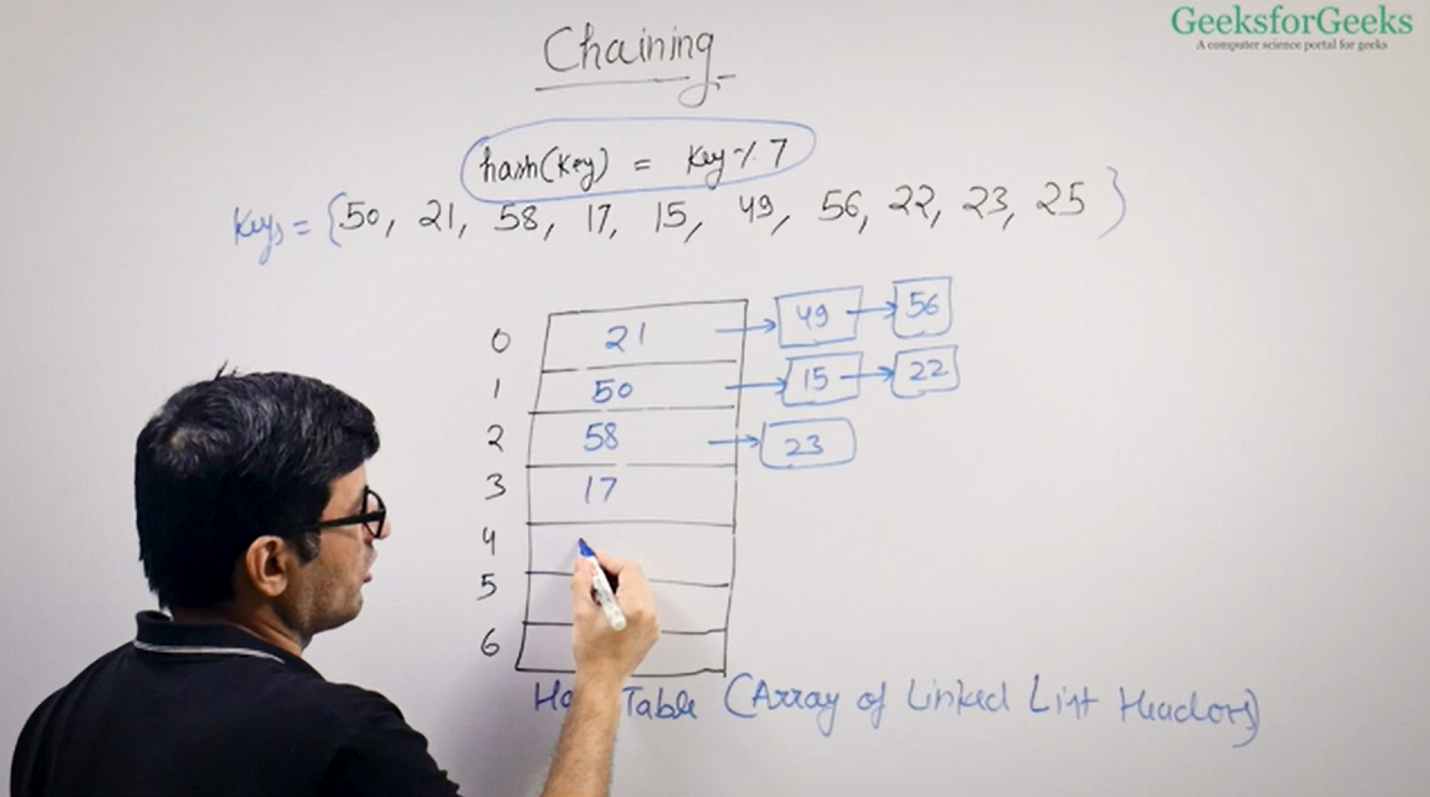 GeeksforGeeks
A computer science portal for geeks
Chaining
hash(Key) = Key % 7
Keys = {50, 21, 58, 17, 15, 49, 56, 22, 23, 25}
0 21 → 49 → 56
1 50 → 15 → 22
2 58 → 23
3 17
4
5
6
Table (Array of Linked List Headers)